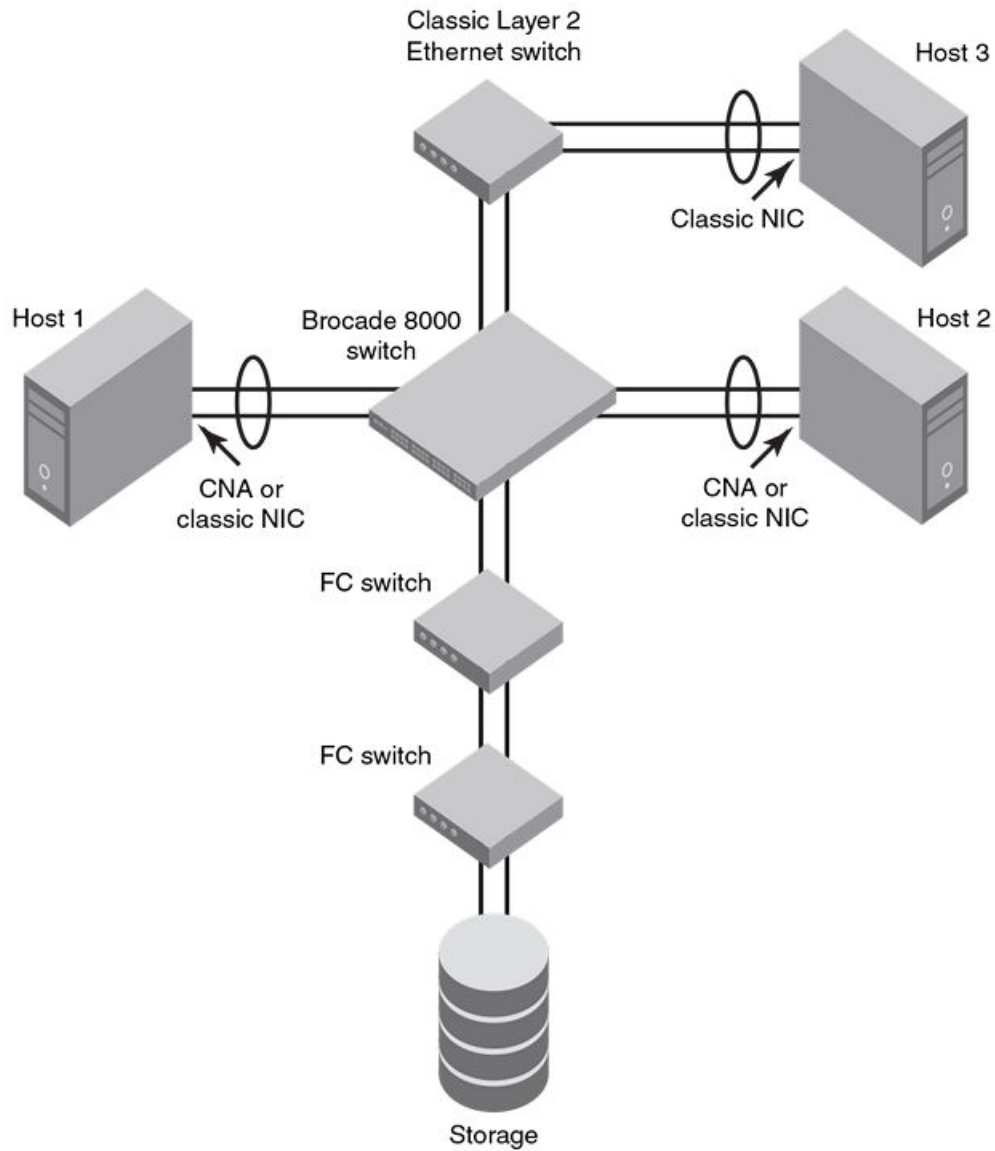 Classic Layer 2
Ethernet switch
Host 3
Classic NIC
Host 1
Brocade 8000
switch
Host 2
CNA or
classic NIC
CNA or
classic NIC
FC switch
FC switch
Storage